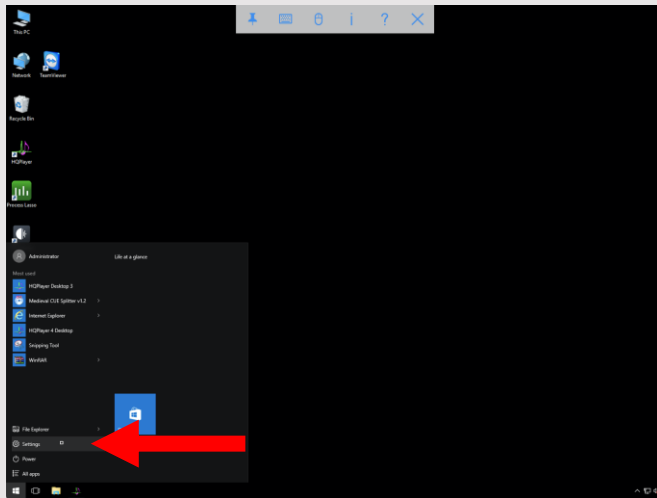 This PC
Network
TeamViewer
Recycle Bin
HQPlayer
Process Lasso
Administrator
Life at a glance
Most used
HQPlayer Desktop 3
Medieval CUE Splitter v1.2
Internet Explorer
HQPlayer 4 Desktop
Snipping Tool
WinRAR
File Explorer
Settings
Power
All apps